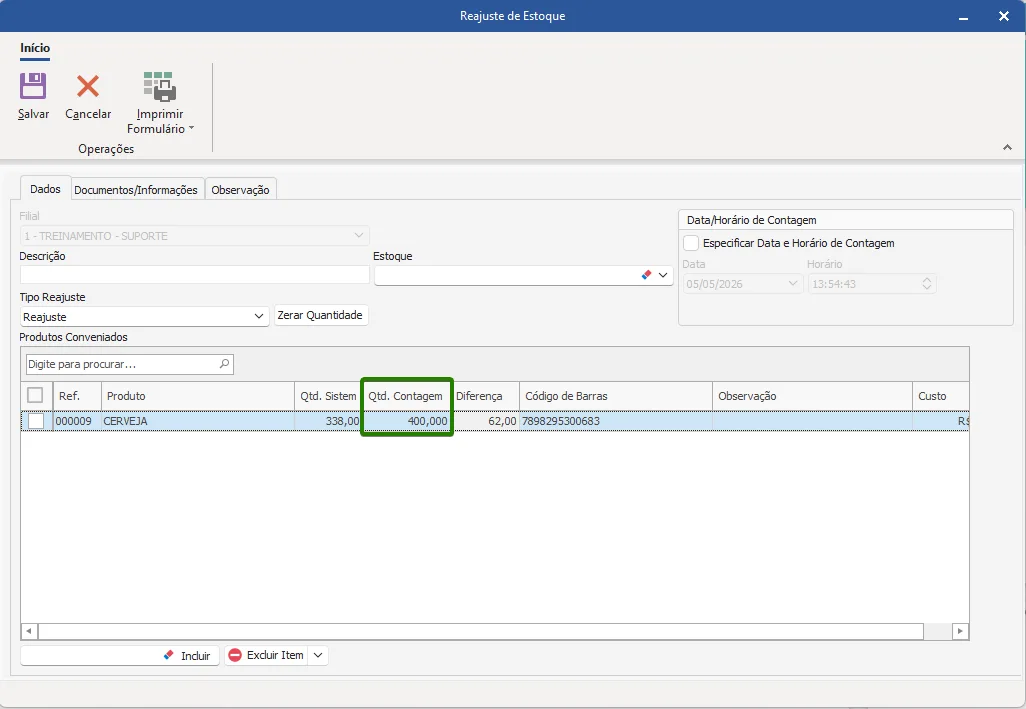 Reajuste de Estoque
Início
Salvar
Cancelar
Imprimir
Formulário
Operações
Dados
Documentos/Informações
Observação
Filial
1 - TREINAMENTO - SUPORTE
Descrição
Estoque
Data/Horário de Contagem
Especificar Data e Horário de Contagem
Data
Horário
05/05/2026
13:54:43
Tipo Reajuste
Reajuste
Zerar Quantidade
Produtos Conveniados
Digite para procurar...
Ref. Produto Qtd. Sistem Qtd. Contagem Diferença Código de Barras Observação Custo
000009 CERVEJA 338,00 400,000 62,00 7898295300683 R$
Incluir
Excluir Item